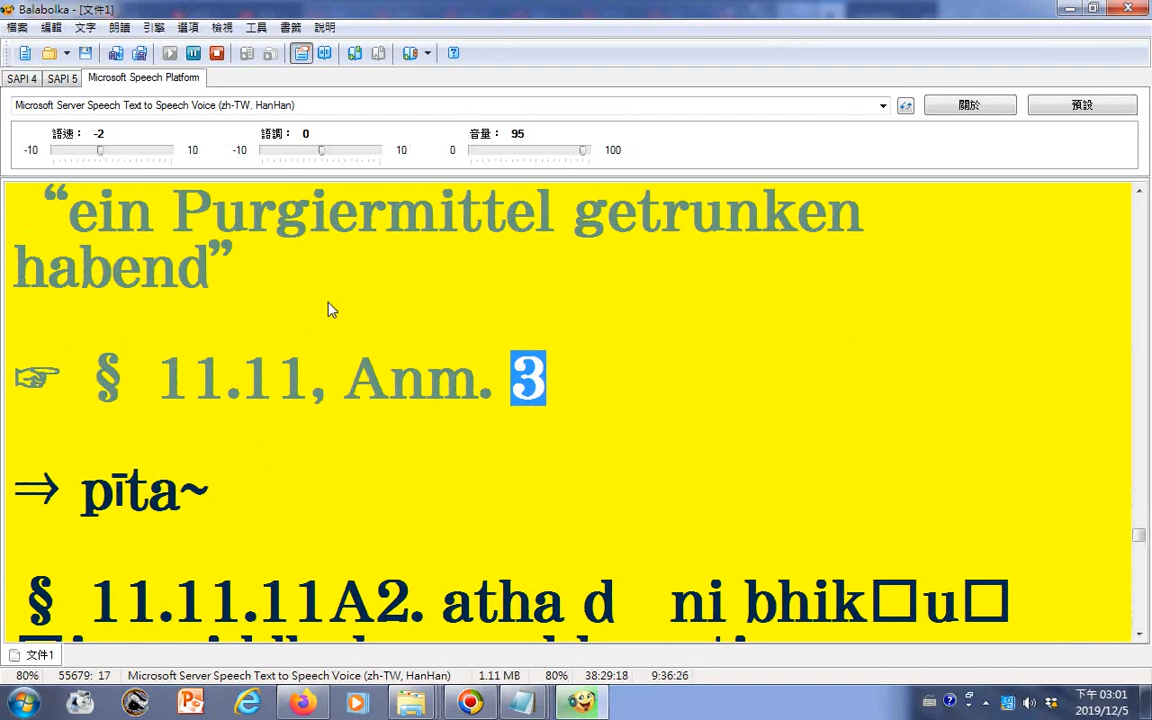 Balabolka - [文件1]
檔案 編輯 文字 朗讀 引擎 選項 檢視 工具 書籤 說明
SAPI 4 SAPI 5 Microsoft Speech Platform
Microsoft Server Speech Text to Speech Voice (zh-TW, HanHan) 關於 預設
語速： -2 語調： 0 音量： 95
-10 10 -10 10 0 100
“ein Purgiermittel getrunken
habend”
☞ § 11.11, Anm. 3
⇒ pīta~
§ 11.11.11A2. atha d ni bhik□u□
文件1
80% 55679: 17 Microsoft Server Speech Text to Speech Voice (zh-TW, HanHan) 1.11 MB 80% 38:29:18 9:36:26
下午 03:01
2019/12/5